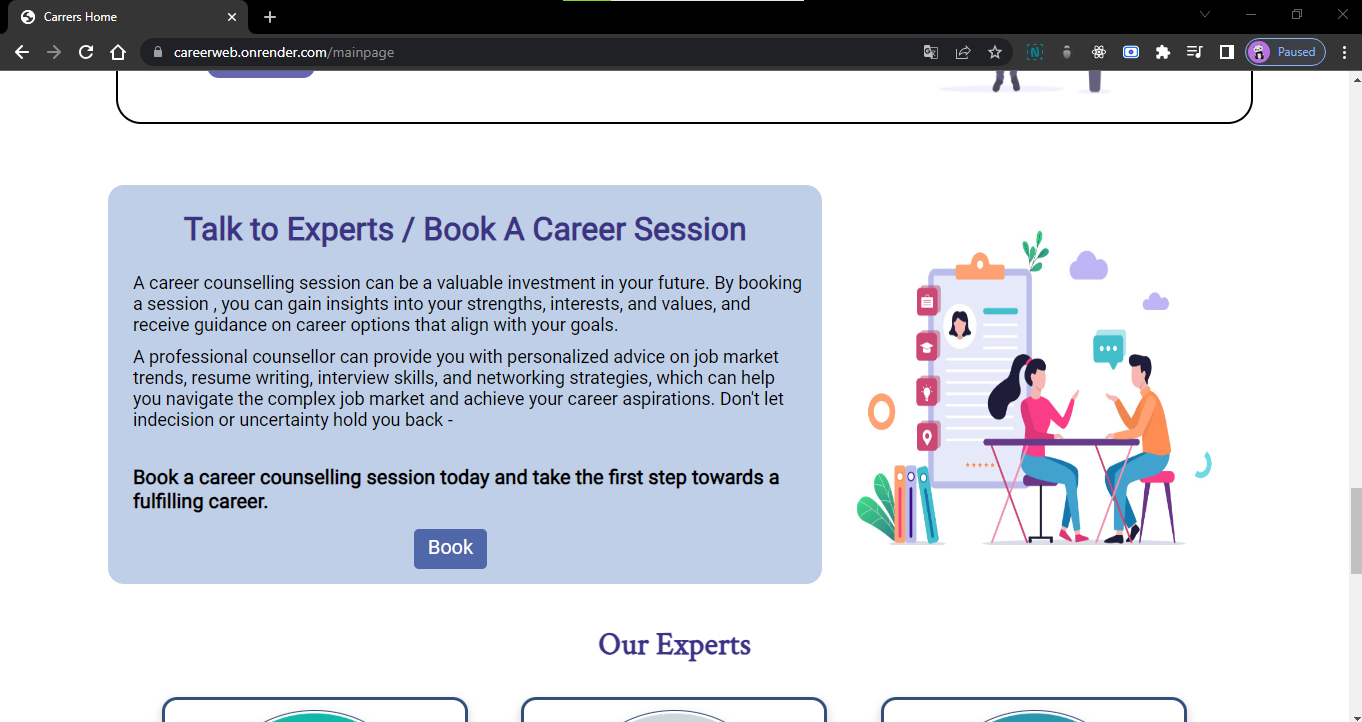 Carrers Home
careerweb.onrender.com/mainpage
Paused
Talk to Experts / Book A Career Session
A career counselling session can be a valuable investment in your future. By booking
a session , you can gain insights into your strengths, interests, and values, and
receive guidance on career options that align with your goals.
A professional counsellor can provide you with personalized advice on job market
trends, resume writing, interview skills, and networking strategies, which can help
you navigate the complex job market and achieve your career aspirations. Don't let
indecision or uncertainty hold you back -
Book a career counselling session today and take the first step towards a
fulfilling career.
Book
Our Experts